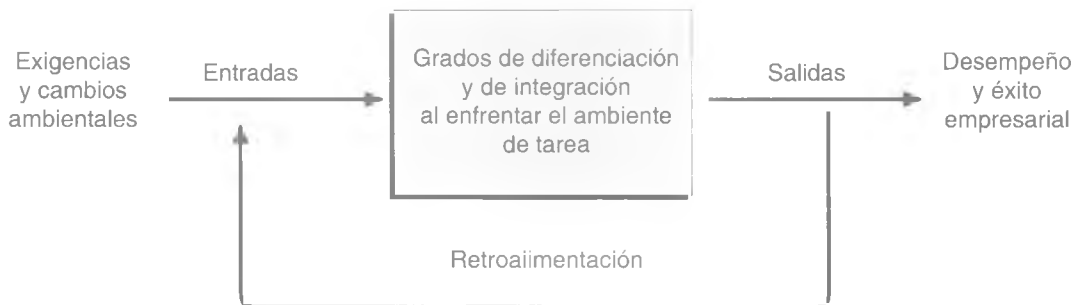 Exigencias
y cambios
ambientales
Entradas
Grados de diferenciación
y de integración
al enfrentar el ambiente
de tarea
Salidas
Desempeño
y éxito
empresarial
Retroaiimentación